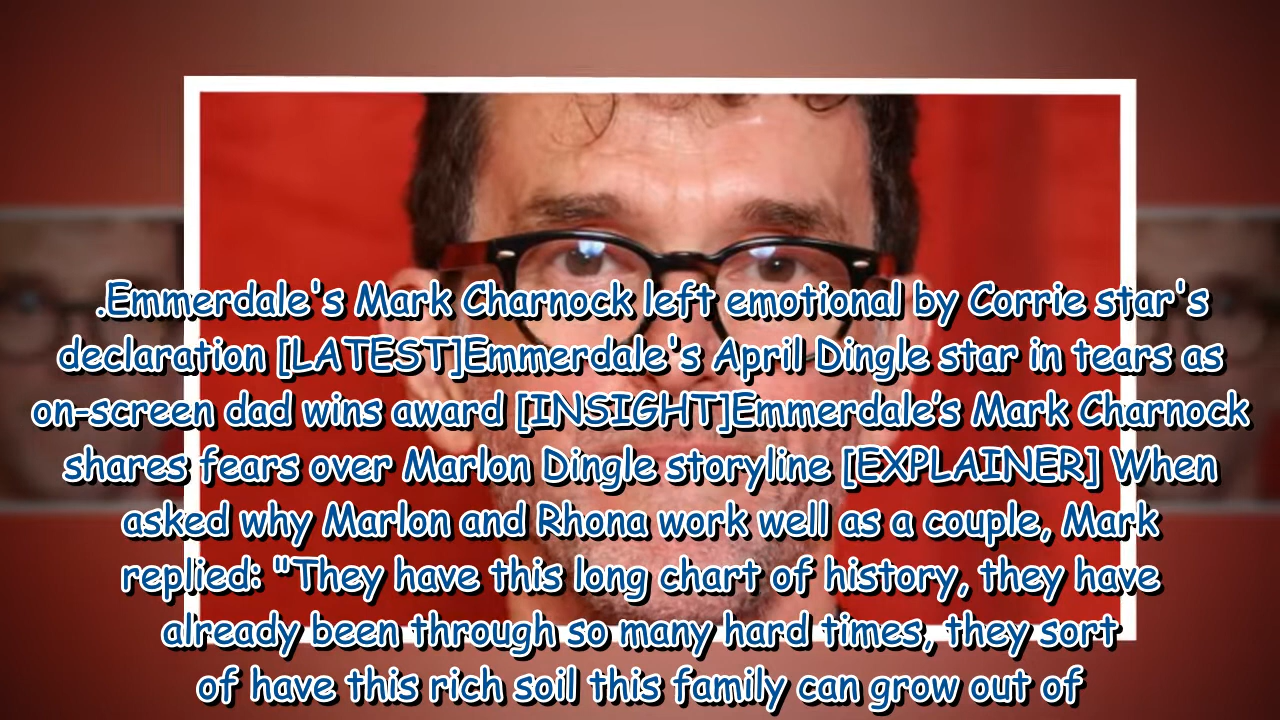 .Emmerdale's Mark Charnock left emotional by Corrie star's
declaration [LATEST]Emmerdale's April Dingle star in tears as
on-screen dad wins award [INSIGHT]Emmerdale’s Mark Charnock
shares fears over Marlon Dingle storyline [EXPLAINER] When
asked why Marlon and Rhona work well as a couple, Mark
replied: "They have this long chart of history, they have
already been through so many hard times, they sort
of have this rich soil this family can grow out of